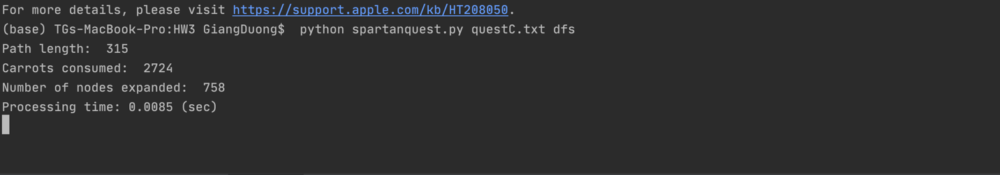 For more details, please visit https://support.apple.com/kb/HT208050.
(base) TGs-MacBook-Pro:HW3 GiangDuong$  python spartanquest.py questC.txt dfs
Path length:  315
Carrots consumed:  2724
Number of nodes expanded:  758
Processing time: 0.0085 (sec)